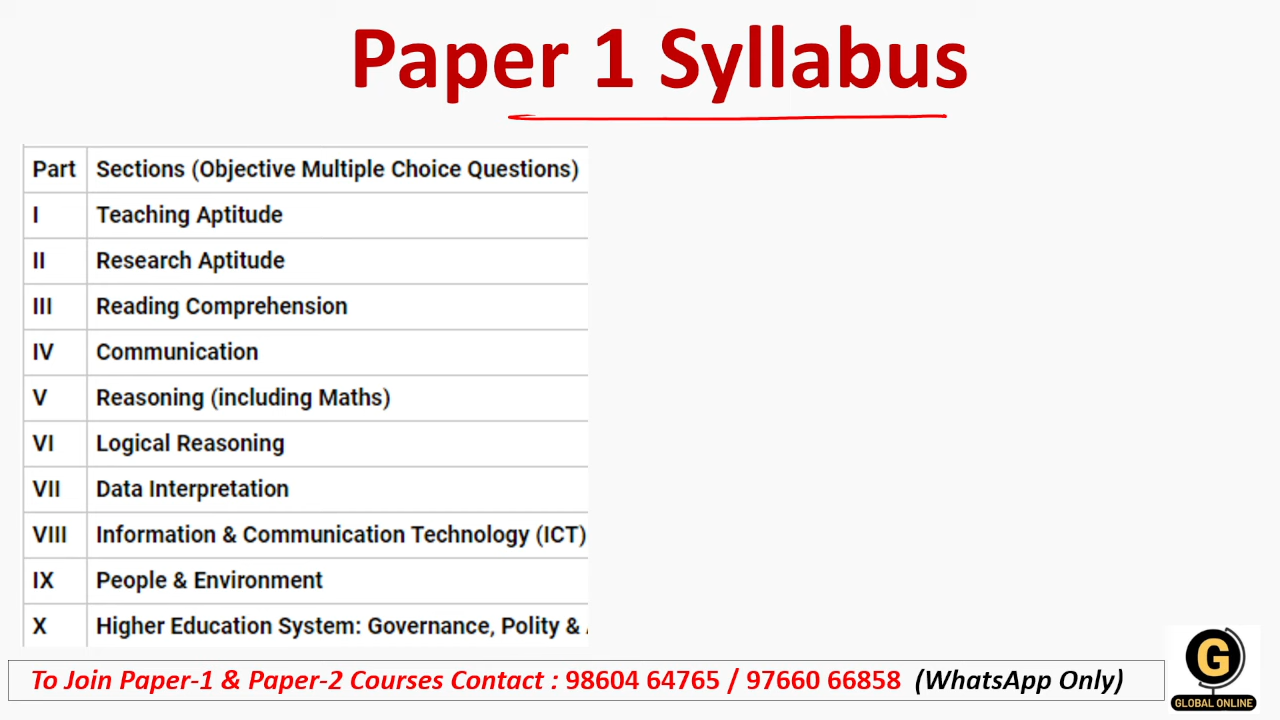 Paper 1 Syllabus
Part Sections (Objective Multiple Choice Questions)
I Teaching Aptitude
II Research Aptitude
III Reading Comprehension
IV Communication
V Reasoning (including Maths)
VI Logical Reasoning
VII Data Interpretation
VIII Information & Communication Technology (ICT)
IX People & Environment
X Higher Education System: Governance, Polity &
To Join Paper-1 & Paper-2 Courses Contact : 98604 64765 / 97660 66858 (WhatsApp Only)
G
GLOBAL ONLINE